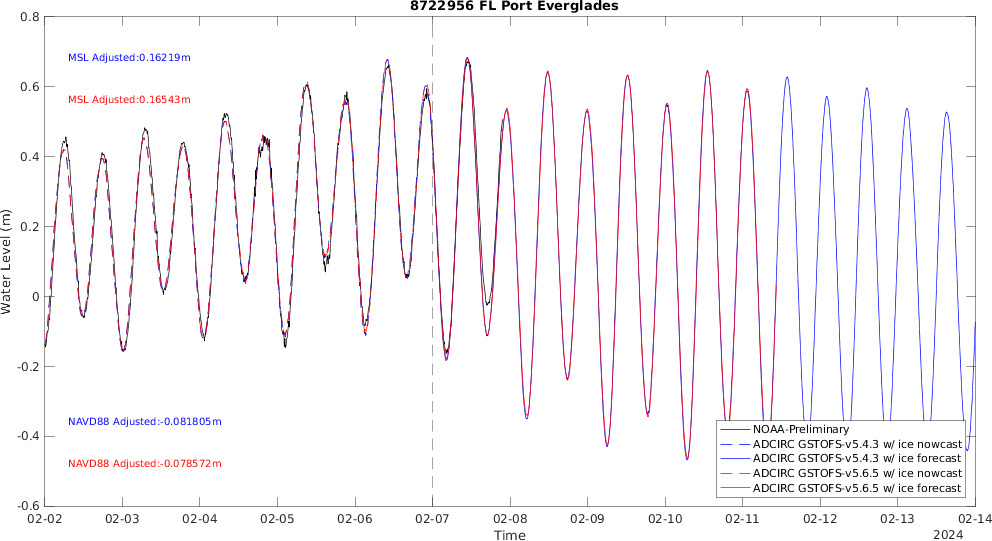 8722956 FL Port Everglades
0.8
0.6
0.4
0.2
0
-0.2
-0.4
-0.6
Water Level (m)
MSL Adjusted:0.16219m
MSL Adjusted:0.16543m
NAVD88 Adjusted:-0.081805m
NAVD88 Adjusted:-0.078572m
NOAA-Preliminary
ADCIRC GSTOFS-v5.4.3 w/ ice nowcast
ADCIRC GSTOFS-v5.4.3 w/ ice forecast
ADCIRC GSTOFS-v5.6.5 w/ ice nowcast
ADCIRC GSTOFS-v5.6.5 w/ ice forecast
02-02 02-03 02-04 02-05 02-06 02-07 02-08 02-09 02-10 02-11 02-12 02-13 02-14
Time
2024